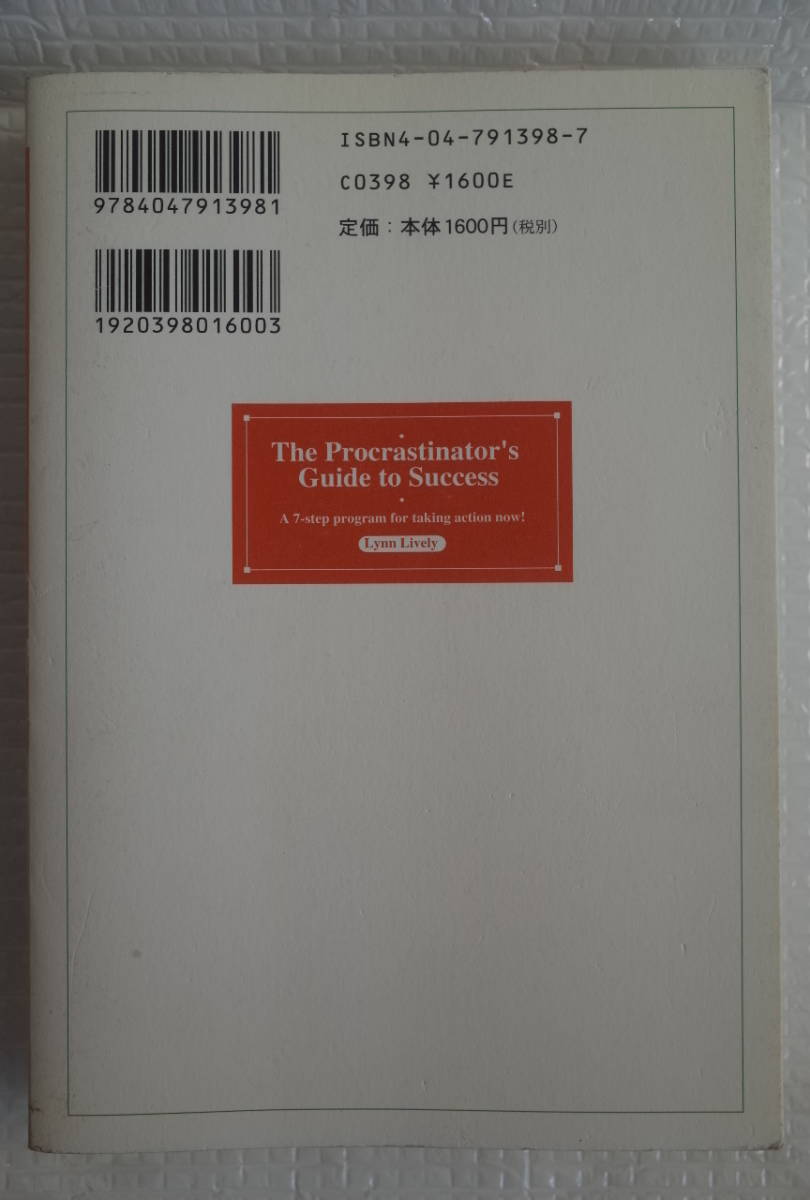 ISBN4-04-791398-7
C0398 ¥1600E
定価：本体1600円（税別）
9784047913981
1920398016003
The Procrastinator's
Guide to Success
A 7-step program for taking action now!
Lynn Lively